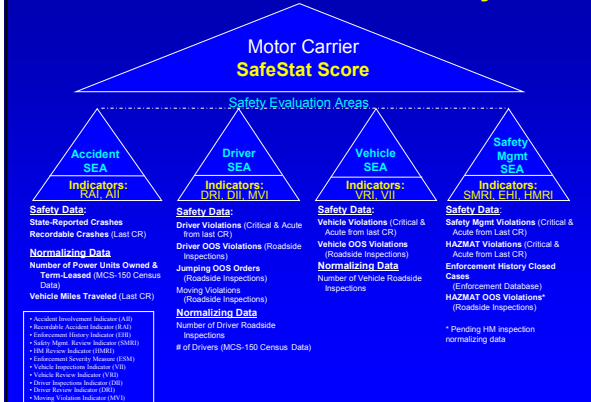 Motor Carrier
SafeStat Score
Safety Evaluation Areas
Accident
SEA
Indicators:
RAI, AII
Safety Data:
State-Reported Crashes
Recordable Crashes (Last CR)
Normalizing Data
Number of Power Units Owned &
Term-Leased (MCS-150 Census
Data)
Vehicle Miles Traveled (Last CR)
• Accident Involvement Indicator (AII)
• Recordable Accident Indicator (RAI)
• Enforcement History Indicator (EHI)
• Safety Mgmt. Review Indicator (SMRI)
• HM Review Indicator (HMRI)
• Enforcement Severity Measure (ESM)
• Vehicle Inspections Indicator (VII)
• Vehicle Review Indicator (VRI)
• Driver Inspections Indicator (DII)
• Driver Review Indicator (DRI)
• Moving Violation Indicator (MVI)
Driver
SEA
Indicators:
DRI, DII, MVI
Safety Data:
Driver Violations (Critical & Acute
from last CR)
Driver OOS Violations (Roadside
Inspections)
Jumping OOS Orders
(Roadside Inspections)
Moving Violations
(Roadside Inspections)
Normalizing Data
Number of Driver Roadside
Inspections
# of Drivers (MCS-150 Census Data)
Vehicle
SEA
Indicators:
VRI, VII
Safety Data:
Vehicle Violations (Critical &
Acute from last CR)
Vehicle OOS Violations
(Roadside Inspections)
Normalizing Data
Number of Vehicle Roadside
Inspections
Safety
Mgmt
SEA
Indicators:
SMRI, EHI, HMRI
Safety Data:
Safety Mgmt Violations (Critical &
Acute from Last CR)
HAZMAT Violations (Critical &
Acute from Last CR)
Enforcement History Closed
Cases
(Enforcement Database)
HAZMAT OOS Violations*
(Roadside Inspections)
* Pending HM inspection
normalizing data